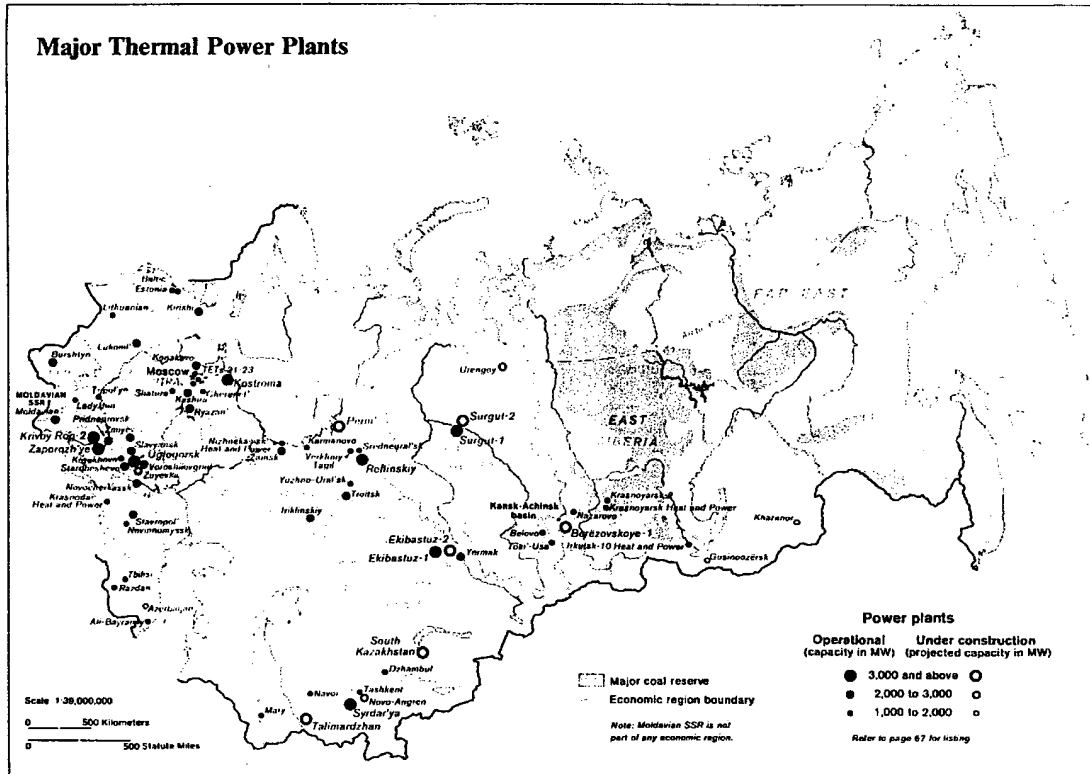 Major Thermal Power Plants
Baltic
Estonia
Lithuanian
Kirishi
Lukoml'
Burshtyn
Konakovo
Moscow
Kostroma
Shatura
Kashira
Ryazan'
MOLDAVIAN
SSR
Moldavian
Ladyzhin
Pridneprovsk
Krivoy Rog-2
Zaporozh'ye
Slavyansk
Uglegorsk
Kurakhovo
Starobeshevo
Voroshilovgrad
Zuyevka
Novocherkassk
Krasnodar
Heat and Power
Stavropol'
Nevinnomyssk
Tbilisi
Razdan
Azerbaijan
Ali-Bayramly
Perm'
Nizhnekamsk
Heat and Power
Zainsk
Karmanovo
Sredneural'sk
Verkhniy
Tagil
Reftinskiy
Yuzhno-Ural'sk
Troitsk
Iriklinskiy
Urengoy
Surgut-2
Surgut-1
Ekibastuz-2
Ekibastuz-1
Yermak
South
Kazakhstan
Dzhambul
Navoi
Tashkent
Novo-Angren
Syrdar'ya
Mary
Talimardzhan
FAR EAST
EAST
SIBERIA
Kansk-Achinsk
basin
Nazarovo
Krasnoyarsk
Krasnoyarsk Heat and Power
Berezovskoye-1
Belovo
Tom'-Usa
Irkutsk-10 Heat and Power
Gusinoozersk
Kharanor
Scale 1:39,000,000
0 500 Kilometers
0 500 Statute Miles
Major coal reserve
Economic region boundary
Note: Moldavian SSR is not
part of any economic region.
Power plants
Operational Under construction
(capacity in MW) (projected capacity in MW)
3,000 and above
2,000 to 3,000
1,000 to 2,000
Refer to page 67 for listing